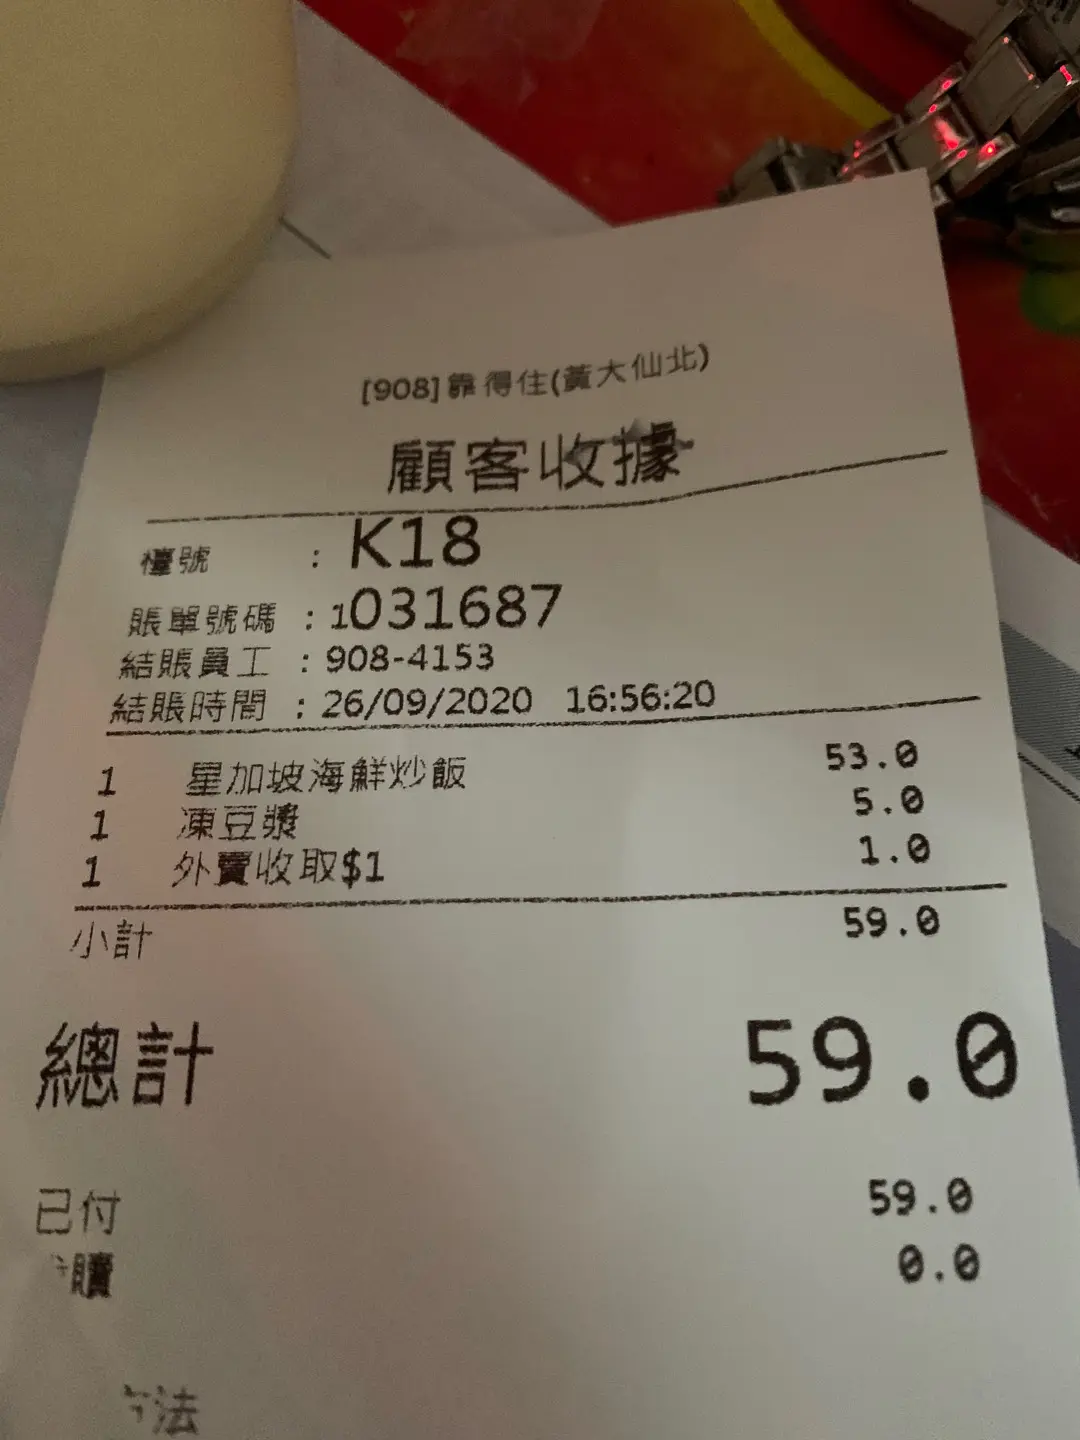 [908]靠得住(黃大仙北)
顧客收據
檯號 : K18
賬單號碼 : 1031687
結賬員工 : 908-4153
結賬時間 : 26/09/2020 16:56:20
1 星加坡海鮮炒飯 53.0
1 凍豆漿 5.0
1 外賣收取$1 1.0
小計 59.0
總計 59.0
已付 59.0
0.0
法